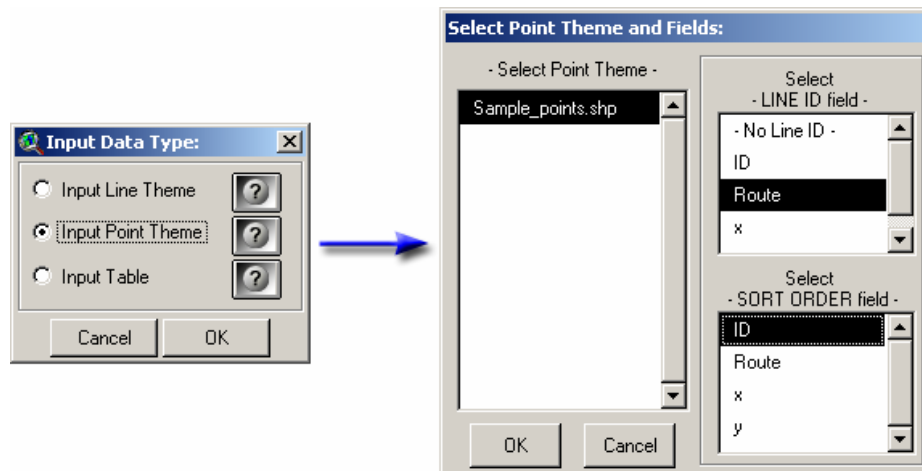 Input Data Type:
Input Line Theme
?
Input Point Theme
?
Input Table
?
Cancel
OK
Select Point Theme and Fields:
- Select Point Theme -
Sample_points.shp
OK
Cancel
Select
- LINE ID field -
- No Line ID -
ID
Route
x
Select
- SORT ORDER field -
ID
Route
x
y